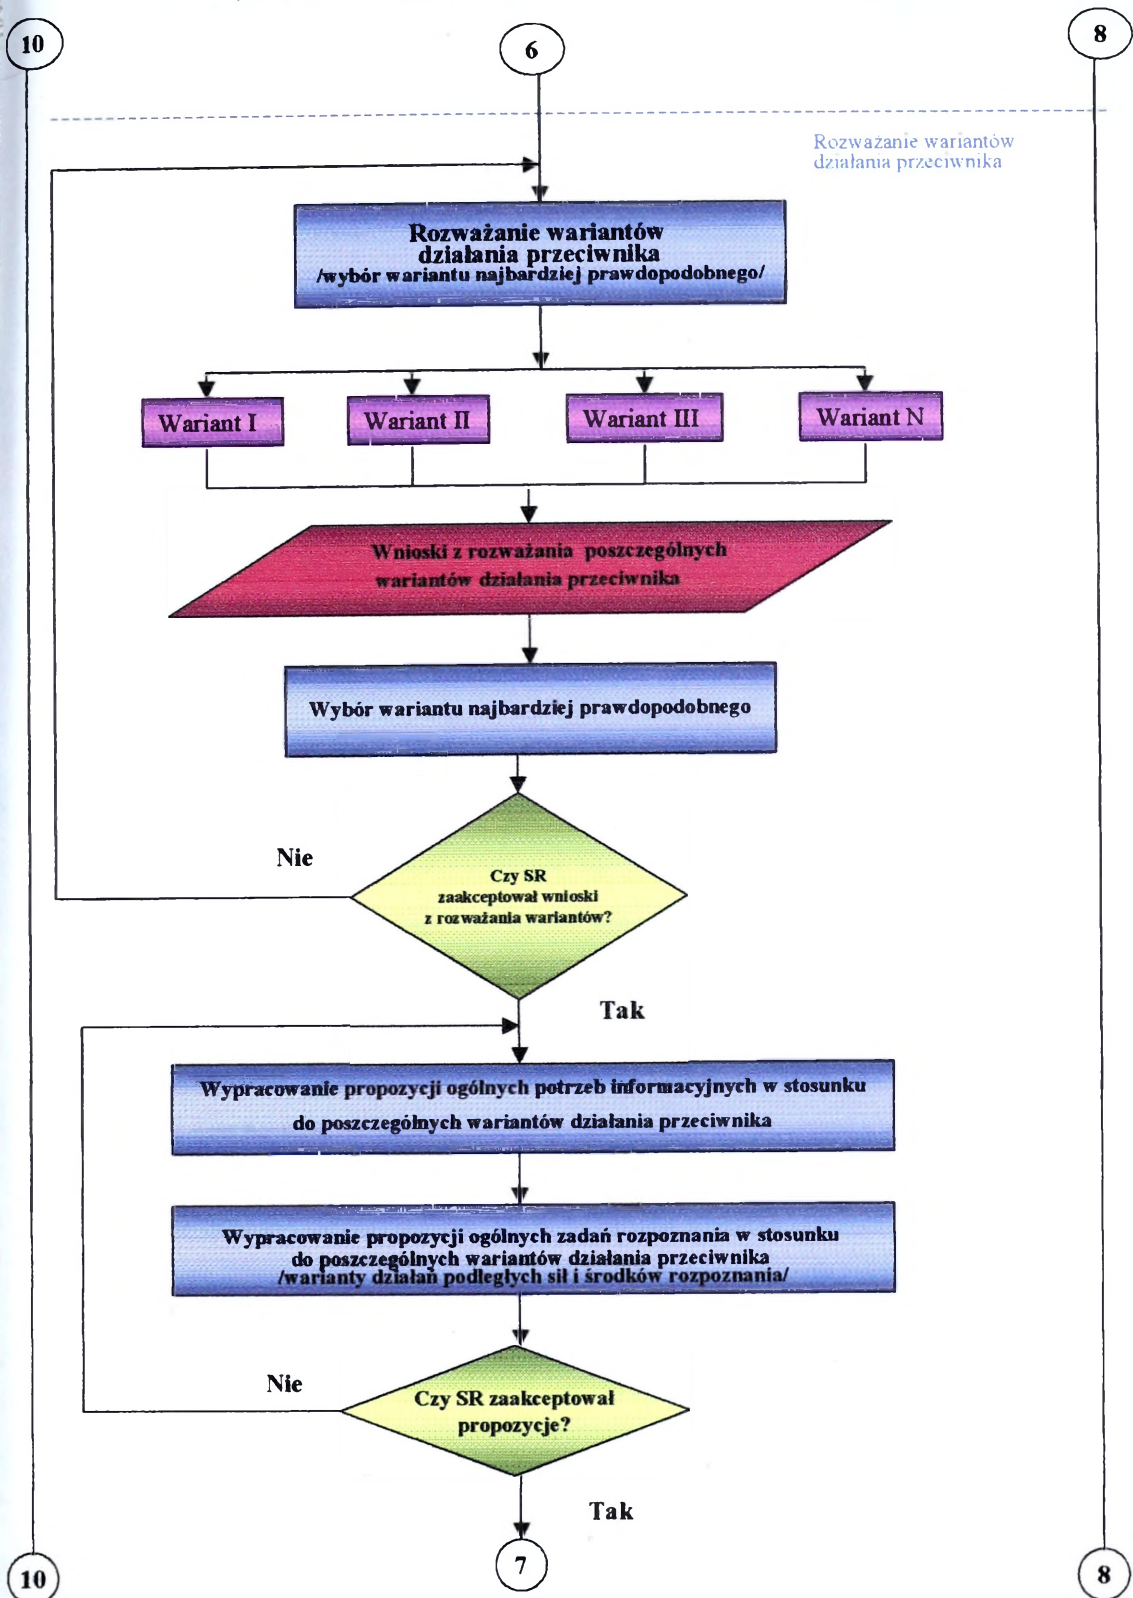 10
6
8
Rozważanie wariantów
działania przeciwnika
Rozważanie wariantów
działania przeciwnika
/wybór wariantu najbardziej prawdopodobnego/
Wariant I
Wariant II
Wariant III
Wariant N
Wnioski z rozważania poszczególnych
wariantów działania przeciwnika
Wybór wariantu najbardziej prawdopodobnego
Nie
Czy SR
zaakceptował wnioski
z rozważania wariantów?
Tak
Wypracowanie propozycji ogólnych potrzeb informacyjnych w stosunku
do poszczególnych wariantów działania przeciwnika
Wypracowanie propozycji ogólnych zadań rozpoznania w stosunku
do poszczególnych wariantów działania przeciwnika
/warianty działań podległych sił i środków rozpoznania/
Nie
Czy SR zaakceptował
propozycje?
Tak
10
7
8